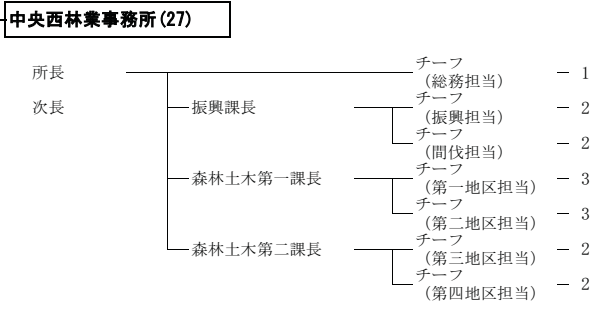 中央西林業事務所(27)
所長
チーフ
(総務担当)
1
次長
振興課長
チーフ
(振興担当)
2
チーフ
(間伐担当)
2
森林土木第一課長
チーフ
(第一地区担当)
3
チーフ
(第二地区担当)
3
森林土木第二課長
チーフ
(第三地区担当)
2
チーフ
(第四地区担当)
2